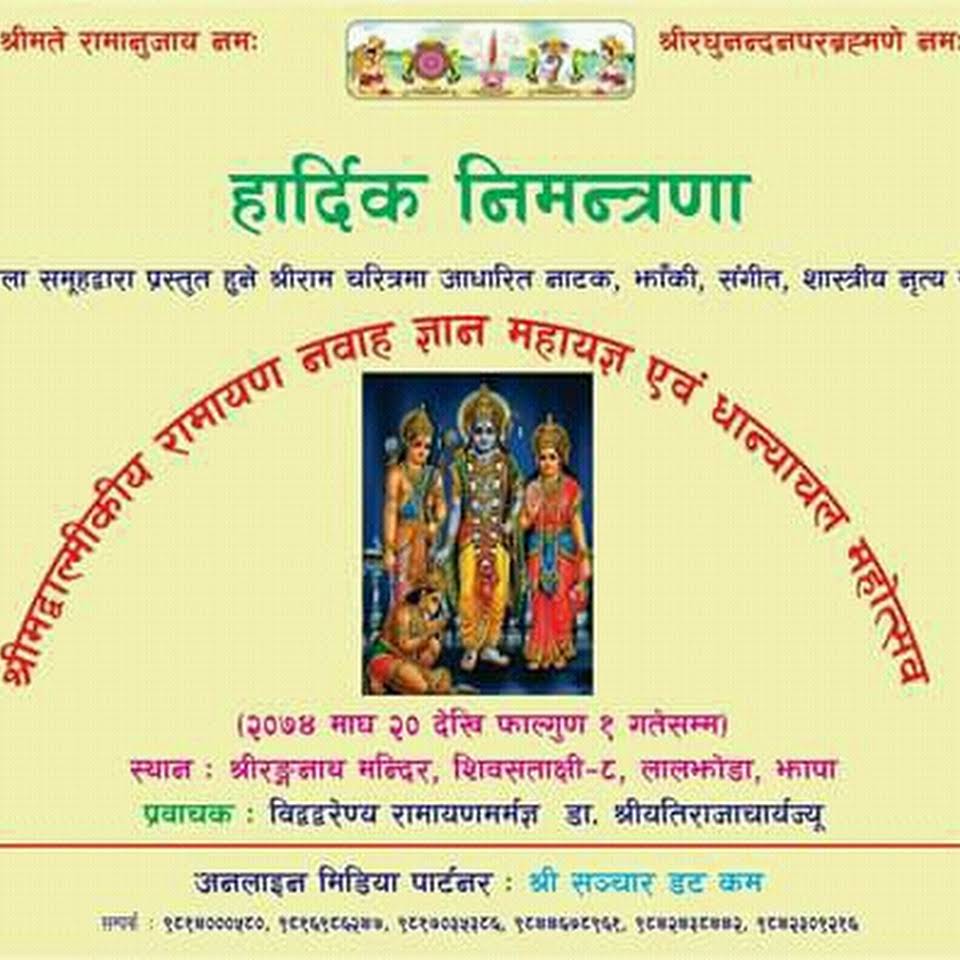 श्रीमते रामानुजाय नमः
श्रीरघुनन्दनपरब्रह्मणे नमः
हार्दिक निमन्त्रणा
ला समूहद्वारा प्रस्तुत हुने श्रीराम चरित्रमा आधारित नाटक, झाँकी, संगीत, शास्त्रीय नृत्य
श्रीमद्वाल्मीकीय रामायण नवाह ज्ञान महायज्ञ एवं धान्याचल महोत्सव
(२०७४ माघ २० देखि फाल्गुण १ गतेसम्म)
स्थान : श्रीरङ्गनाथ मन्दिर, शिवसताक्षी-८, लालझोडा, झापा
प्रवाचक : विद्वद्वरेण्य रामायणमर्मज्ञ डा. श्रीयतिराजाचार्यज्यू
अनलाइन मिडिया पार्टनर : श्री सञ्चार डट कम
सम्पर्क :